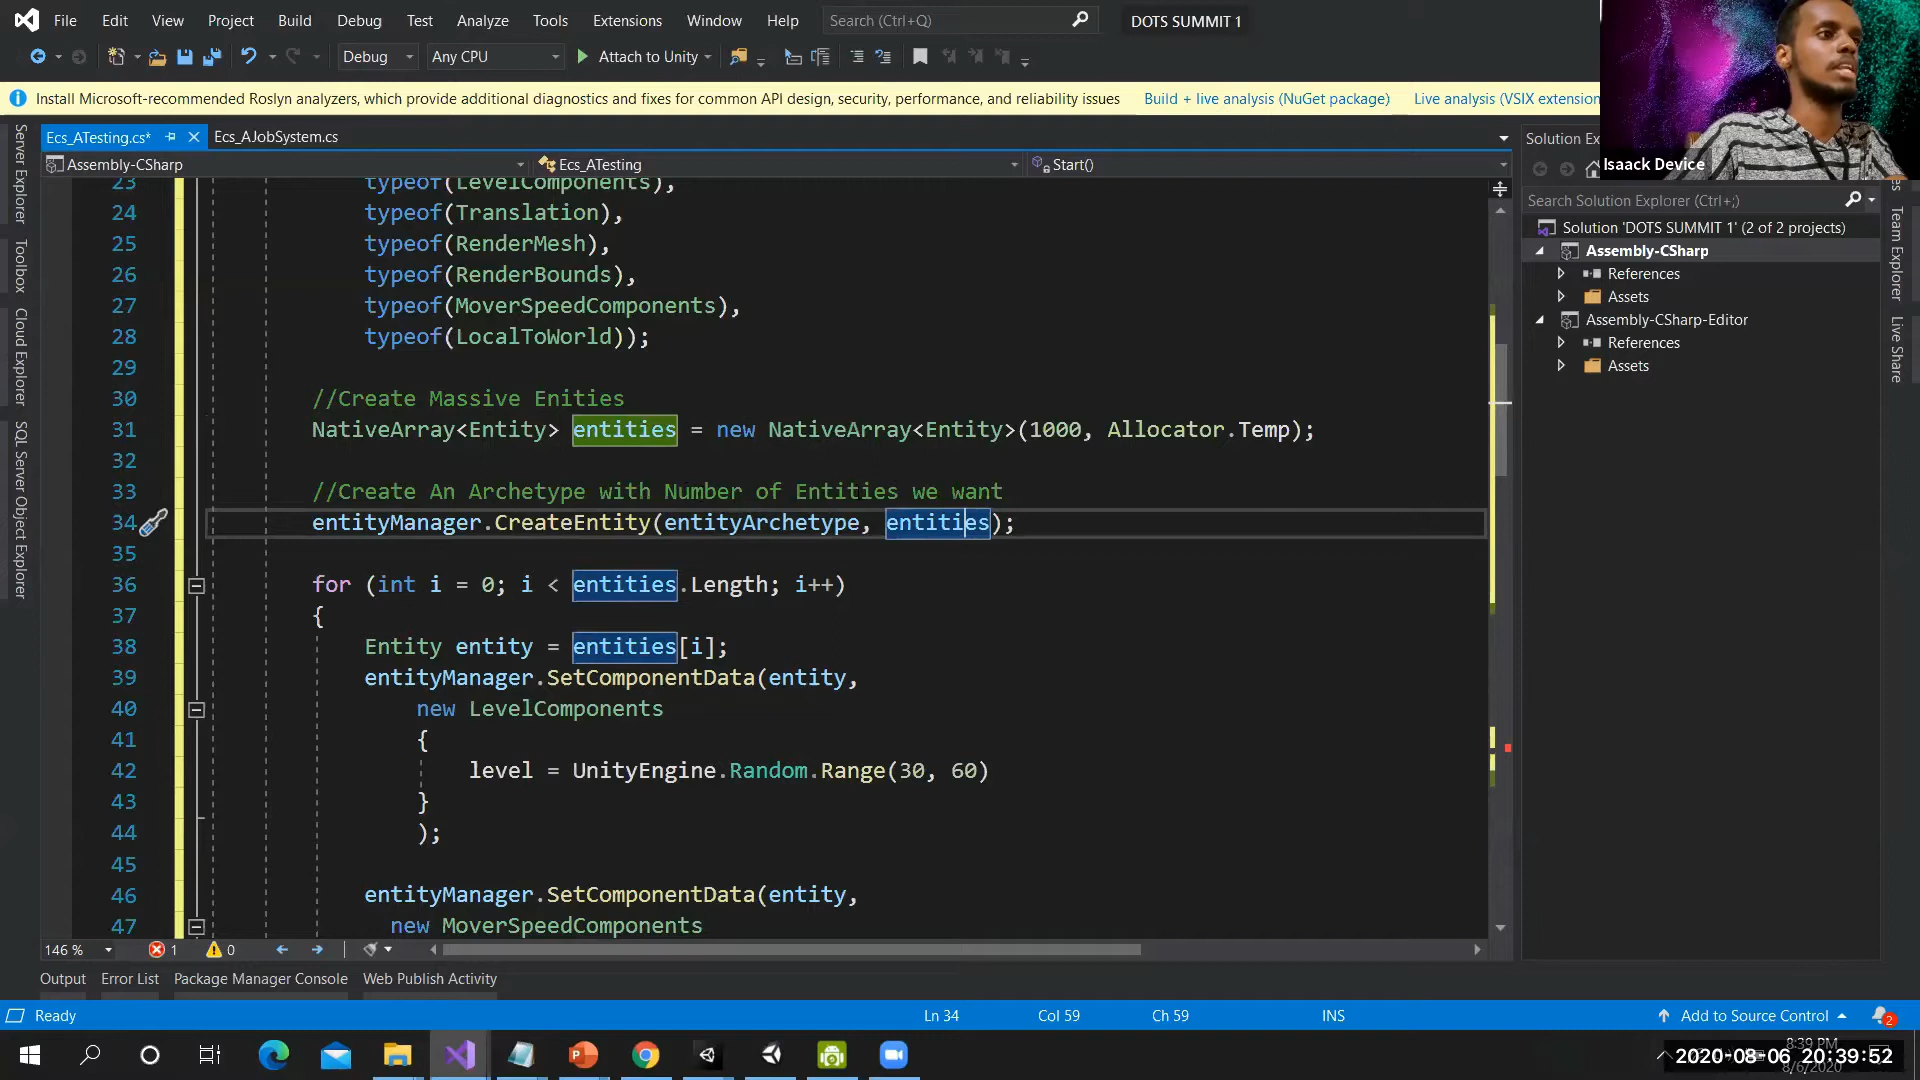 File Edit View Project Build Debug Test Analyze Tools Extensions Window Help Search (Ctrl+Q) DOTS SUMMIT 1
Debug Any CPU Attach to Unity
Install Microsoft-recommended Roslyn analyzers, which provide additional diagnostics and fixes for common API design, security, performance, and reliability issues Build + live analysis (NuGet package) Live analysis (VSIX extension
Ecs_ATesting.cs* Ecs_AJobSystem.cs
Assembly-CSharp Ecs_ATesting Start()
23 typeof(LevelComponents),
24 typeof(Translation),
25 typeof(RenderMesh),
26 typeof(RenderBounds),
27 typeof(MoverSpeedComponents),
28 typeof(LocalToWorld));
29
30 //Create Massive Enities
31 NativeArray<Entity> entities = new NativeArray<Entity>(1000, Allocator.Temp);
32
33 //Create An Archetype with Number of Entities we want
34 entityManager.CreateEntity(entityArchetype, entities);
35
36 for (int i = 0; i < entities.Length; i++)
37 {
38 Entity entity = entities[i];
39 entityManager.SetComponentData(entity,
40 new LevelComponents
41 {
42 level = UnityEngine.Random.Range(30, 60)
43 }
44 );
45
46 entityManager.SetComponentData(entity,
47 new MoverSpeedComponents
146 % 1 0
Output Error List Package Manager Console Web Publish Activity
Ready Ln 34 Col 59 Ch 59 INS Add to Source Control 2
Server Explorer
Toolbox
Cloud Explorer
SQL Server Object Explorer
Solution Ex
Isaack Device
Search Solution Explorer (Ctrl+;)
Solution 'DOTS SUMMIT 1' (2 of 2 projects)
Assembly-CSharp
References
Assets
Assembly-CSharp-Editor
References
Assets
Team Explorer
Live Share
8:39 PM
2020-08-06 20:39:52
8/6/2020